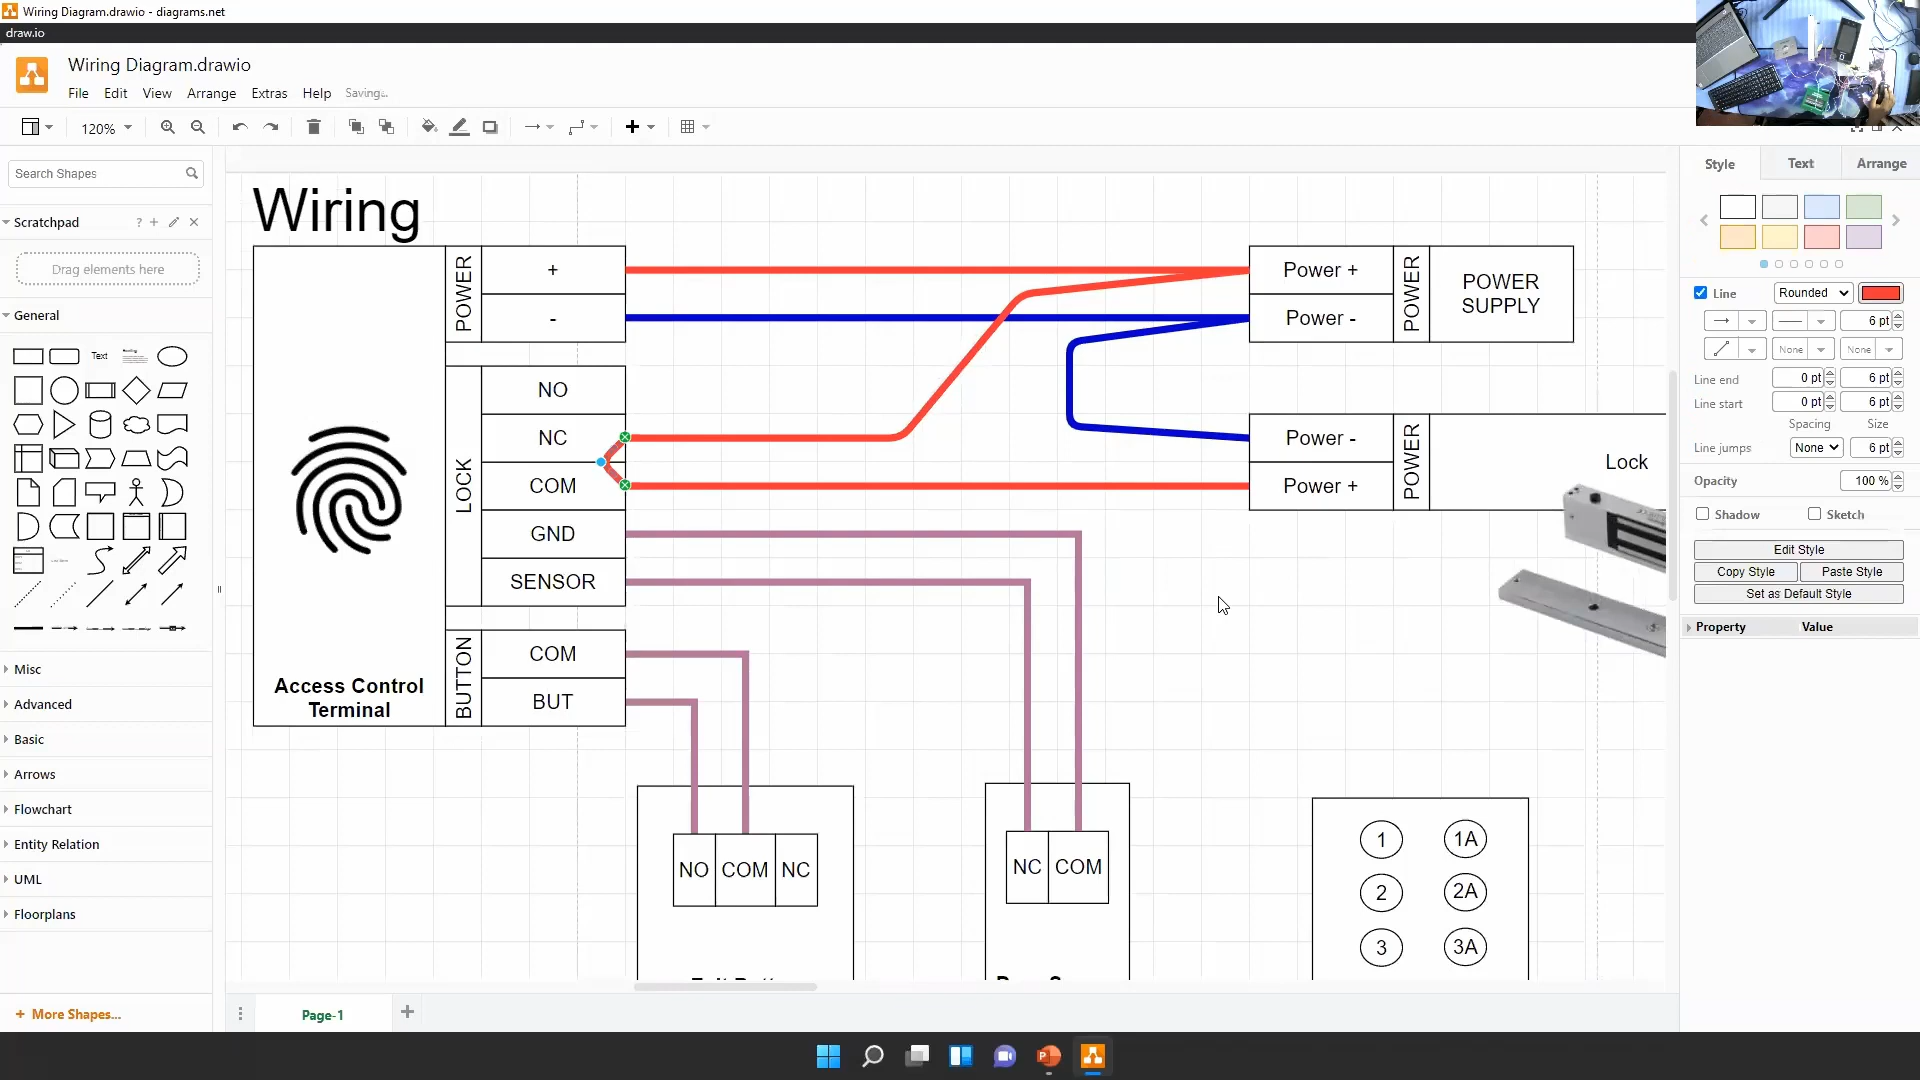 Wiring Diagram.drawio - diagrams.net
draw.io
Wiring Diagram.drawio
File Edit View Arrange Extras Help Saving...
120%
Search Shapes
Scratchpad
? +
Drag elements here
General
Text
Misc
Advanced
Basic
Arrows
Flowchart
Entity Relation
UML
Floorplans
+ More Shapes...
Wiring
POWER
+
-
LOCK
NO
NC
COM
GND
SENSOR
BUTTON
COM
BUT
Access Control
Terminal
Power +
Power -
POWER
POWER
SUPPLY
Power -
Power +
POWER
Lock
NO COM NC
NC COM
1 1A
2 2A
3 3A
Page-1
Style Text Arrange
Line Rounded
6 pt
None None
Line end 0 pt 6 pt
Line start 0 pt 6 pt
Spacing Size
Line jumps None 6 pt
Opacity 100 %
Shadow Sketch
Edit Style
Copy Style Paste Style
Set as Default Style
Property Value